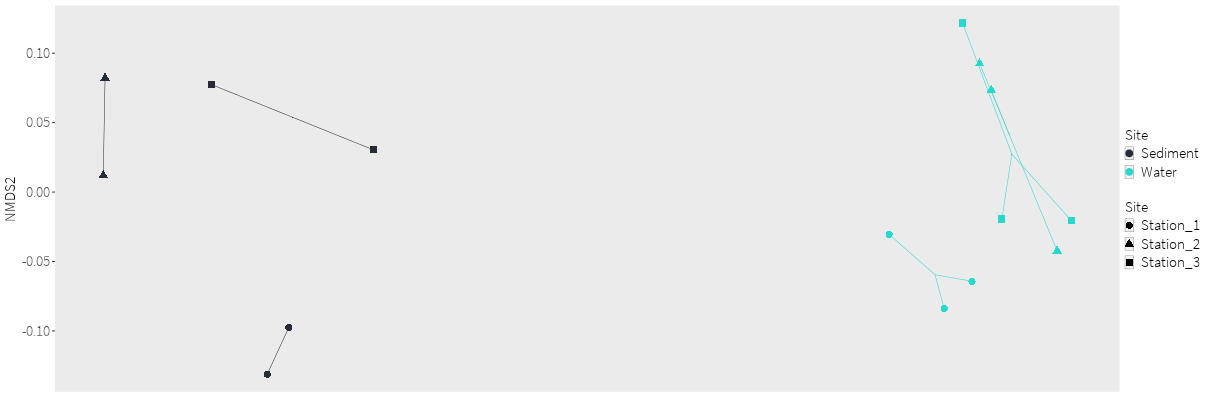 0.10
0.05
0.00
-0.05
-0.10
NMDS2
Site
Sediment
Water
Site
Station_1
Station_2
Station_3